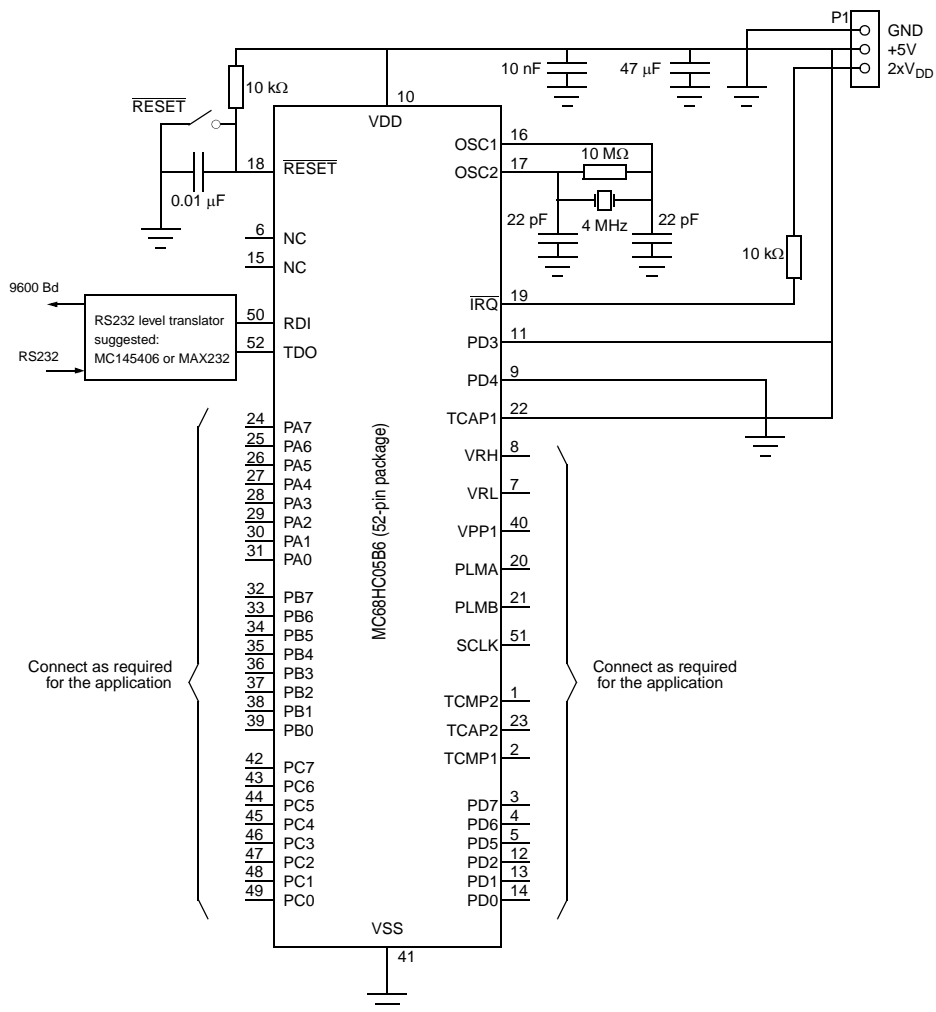 P1
GND
+5V
2xVDD
10 nF
47 µF
10 kΩ
RESET
0.01 µF
10
VDD
18
RESET
6
NC
15
NC
9600 Bd
RS232
RS232 level translator
suggested:
MC145406 or MAX232
50
RDI
52
TDO
16
OSC1
17
OSC2
10 MΩ
22 pF
4 MHz
22 pF
10 kΩ
19
IRQ
11
PD3
9
PD4
22
TCAP1
24
PA7
25
PA6
26
PA5
27
PA4
28
PA3
29
PA2
30
PA1
31
PA0
32
PB7
33
PB6
34
PB5
35
PB4
36
PB3
37
PB2
38
PB1
39
PB0
42
PC7
43
PC6
44
PC5
45
PC4
46
PC3
47
PC2
48
PC1
49
PC0
Connect as required
for the application
MC68HC05B6 (52-pin package)
VRH
8
VRL
7
VPP1
40
PLMA
20
PLMB
21
SCLK
51
TCMP2
1
TCAP2
23
TCMP1
2
PD7
3
PD6
4
PD5
5
PD2
12
PD1
13
PD0
14
Connect as required
for the application
VSS
41